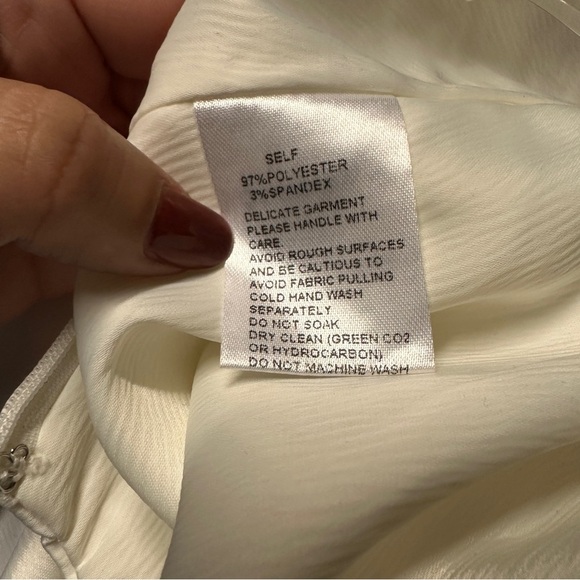 SELF
97%POLYESTER
3%SPANDEX
DELICATE GARMENT
PLEASE HANDLE WITH
CARE.
AVOID ROUGH SURFACES
AND BE CAUTIOUS TO
AVOID FABRIC PULLING
COLD HAND WASH
SEPARATELY
DO NOT SOAK
DRY CLEAN (GREEN CO2
OR HYDROCARBON)
DO NOT MACHINE WASH